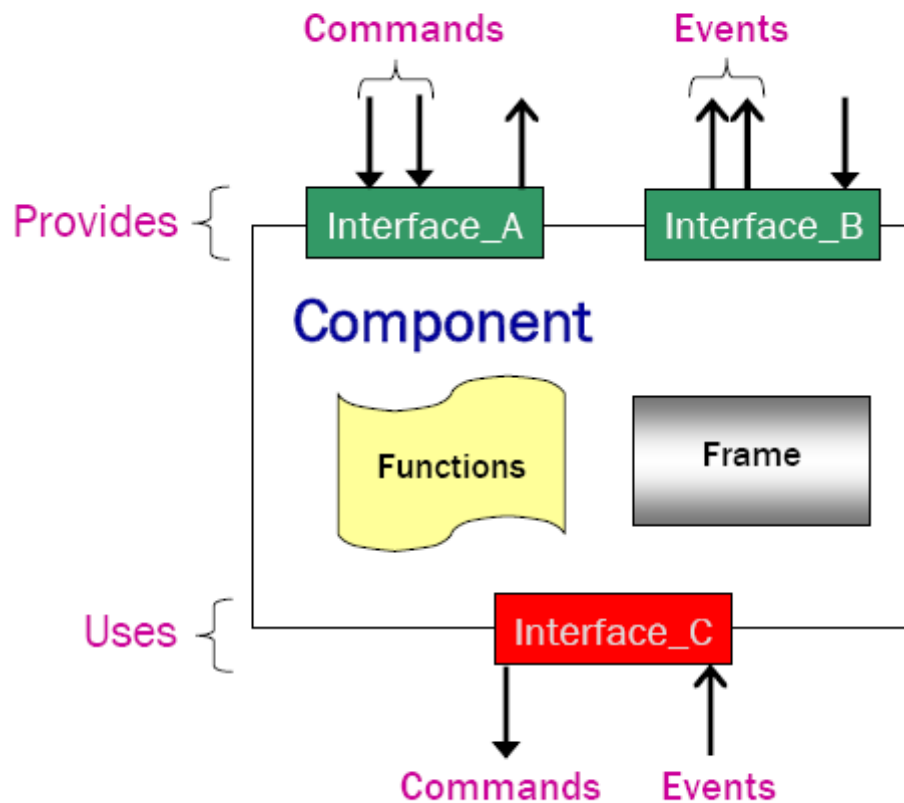 Commands
Events
Provides
Interface_A
Interface_B
Component
Functions
Frame
Uses
Interface_C
Commands
Events